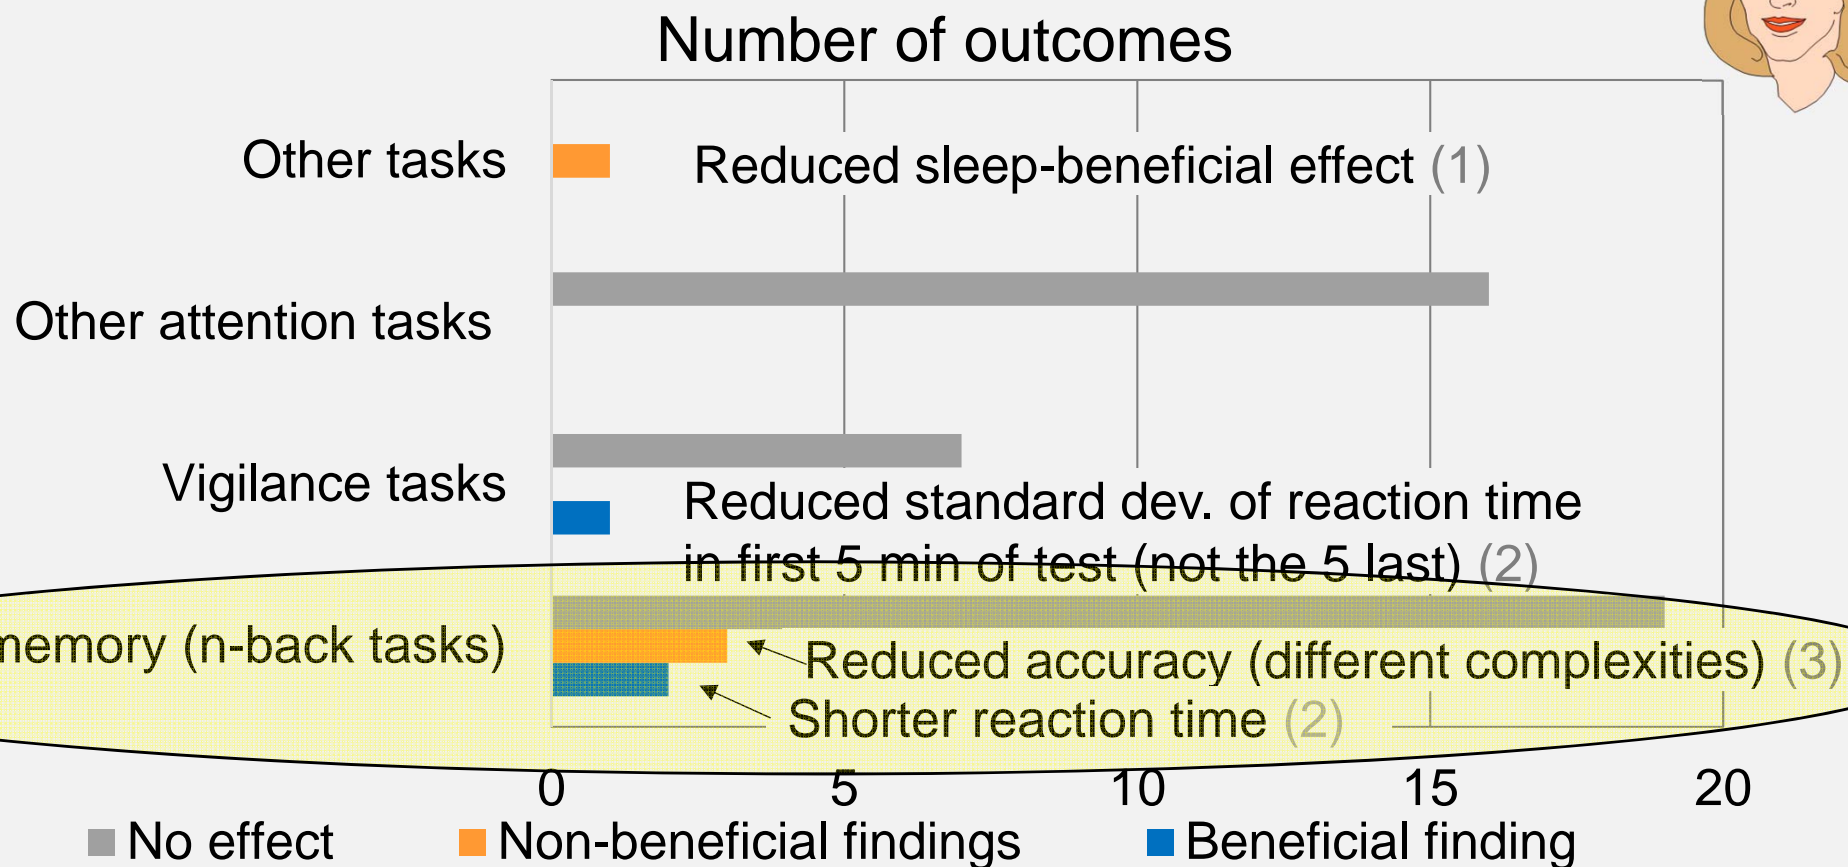 Number of outcomes
Other tasks
Reduced sleep-beneficial effect (1)
Other attention tasks
Vigilance tasks
Reduced standard dev. of reaction time
in first 5 min of test (not the 5 last) (2)
memory (n-back tasks)
Reduced accuracy (different complexities) (3)
Shorter reaction time (2)
0 5 10 15 20
No effect Non-beneficial findings Beneficial finding